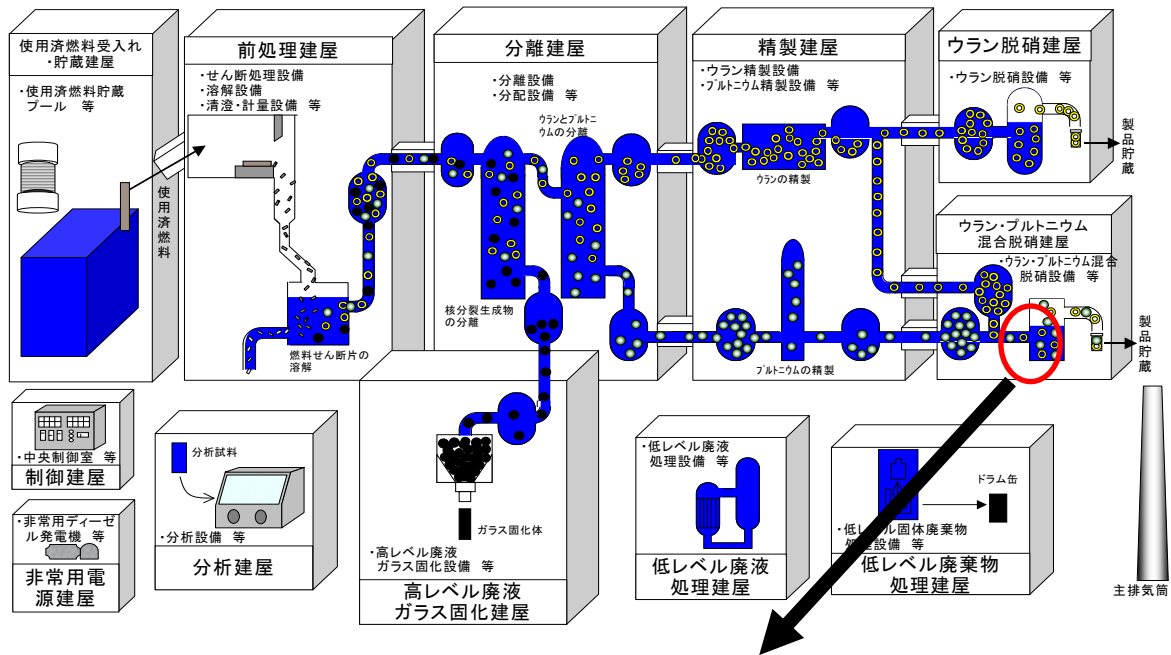 使用済燃料受入れ
・貯蔵建屋
・使用済燃料貯蔵
プール 等
使用済燃料
前処理建屋
・せん断処理設備
・溶解設備
・清澄・計量設備 等
燃料せん断片の
溶解
分離建屋
・分離設備
・分配設備 等
ウランとプルトニ
ウムの分離
核分裂生成物
の分離
精製建屋
・ウラン精製設備
・プルトニウム精製設備 等
ウランの精製
プルトニウムの精製
ウラン脱硝建屋
・ウラン脱硝設備 等
製品貯蔵
ウラン・プルトニウム
混合脱硝建屋
・ウラン・プルトニウム混合
脱硝設備 等
製品貯蔵
・中央制御室 等
制御建屋
・非常用ディーゼ
ル発電機 等
非常用電
源建屋
分析試料
・分析設備 等
分析建屋
ガラス固化体
・高レベル廃液
ガラス固化設備 等
高レベル廃液
ガラス固化建屋
・低レベル廃液
処理設備 等
低レベル廃液
処理建屋
ドラム缶
・低レベル固体廃棄物
処理設備 等
低レベル廃棄物
処理建屋
主排気筒